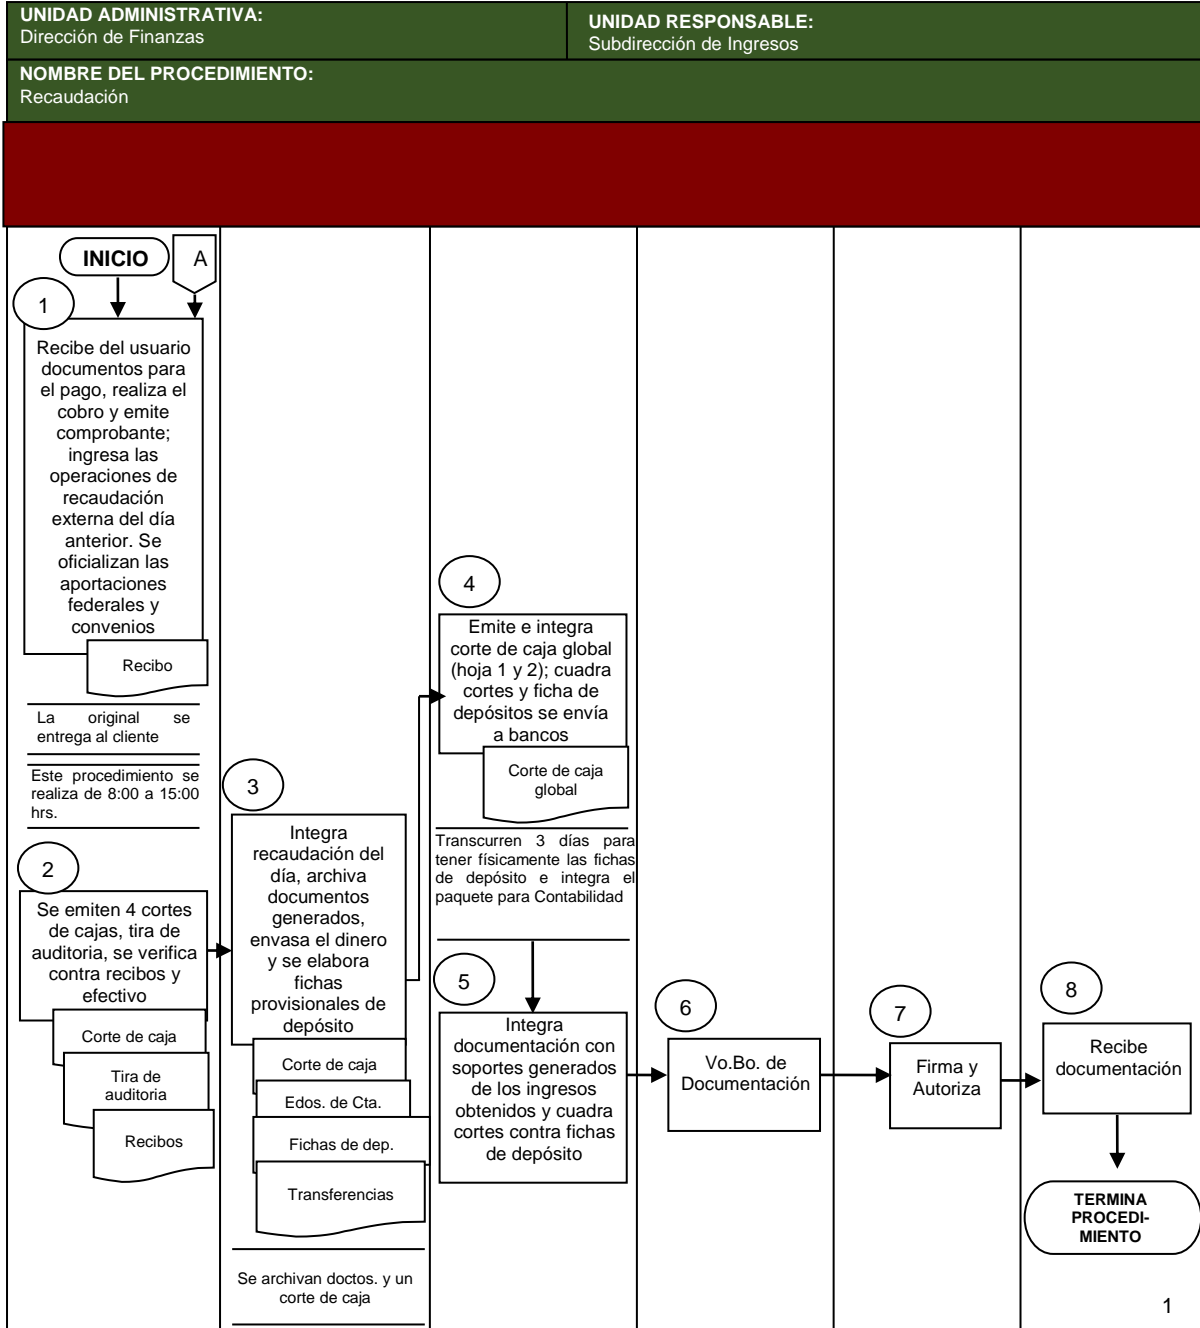 UNIDAD ADMINISTRATIVA:
Dirección de Finanzas
UNIDAD RESPONSABLE:
Subdirección de Ingresos
NOMBRE DEL PROCEDIMIENTO:
Recaudación
INICIO
A
1
Recibe del usuario
documentos para
el pago, realiza el
cobro y emite
comprobante;
ingresa las
operaciones de
recaudación
externa del día
anterior. Se
oficializan las
aportaciones
federales y
convenios
Recibo
La original se
entrega al cliente
Este procedimiento se
realiza de 8:00 a 15:00
hrs.
2
Se emiten 4 cortes
de cajas, tira de
auditoria, se verifica
contra recibos y
efectivo
Corte de caja
Tira de
auditoria
Recibos
3
Integra
recaudación del
día, archiva
documentos
generados,
envasa el dinero
y se elabora
fichas
provisionales de
depósito
Corte de caja
Edos. de Cta.
Fichas de dep.
Transferencias
Se archivan doctos. y un
corte de caja
4
Emite e integra
corte de caja global
(hoja 1 y 2); cuadra
cortes y ficha de
depósitos se envía
a bancos
Corte de caja
global
Transcurren 3 días para
tener físicamente las fichas
de depósito e integra el
paquete para Contabilidad
5
Integra
documentación con
soportes generados
de los ingresos
obtenidos y cuadra
cortes contra fichas
de depósito
6
Vo.Bo. de
Documentación
7
Firma y
Autoriza
8
Recibe
documentación
TERMINA
PROCEDI-
MIENTO
1